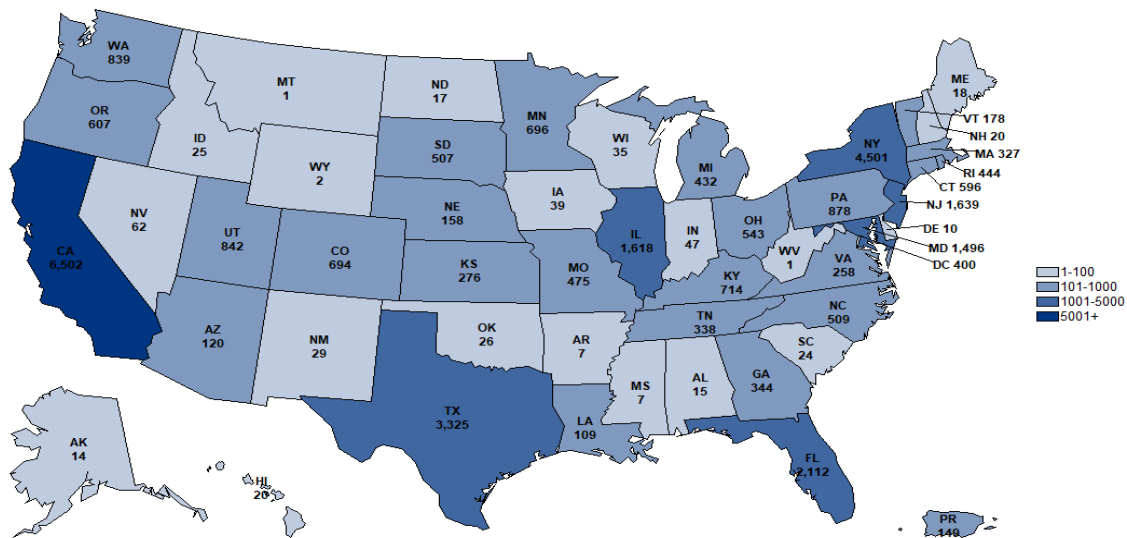 WA
839
MT
1
ND
17
ME
18
OR
607
MN
696
VT 178
ID
25
SD
507
WI
35
NH 20
NY
4,501
MA 327
WY
2
MI
432
RI 444
CT 596
IA
39
NE
158
PA
878
NJ 1,639
NV
62
UT
842
OH
543
DE 10
CA
6,502
CO
694
IL
1,618
IN
47
MD 1,496
WV
1
VA
258
DC 400
KS
276
MO
475
KY
714
1-100
101-1000
1001-5000
5001+
NC
509
TN
338
AZ
120
NM
29
OK
26
AR
7
SC
24
MS
7
AL
15
GA
344
TX
3,325
LA
109
AK
14
FL
2,112
HI
20
PR
149